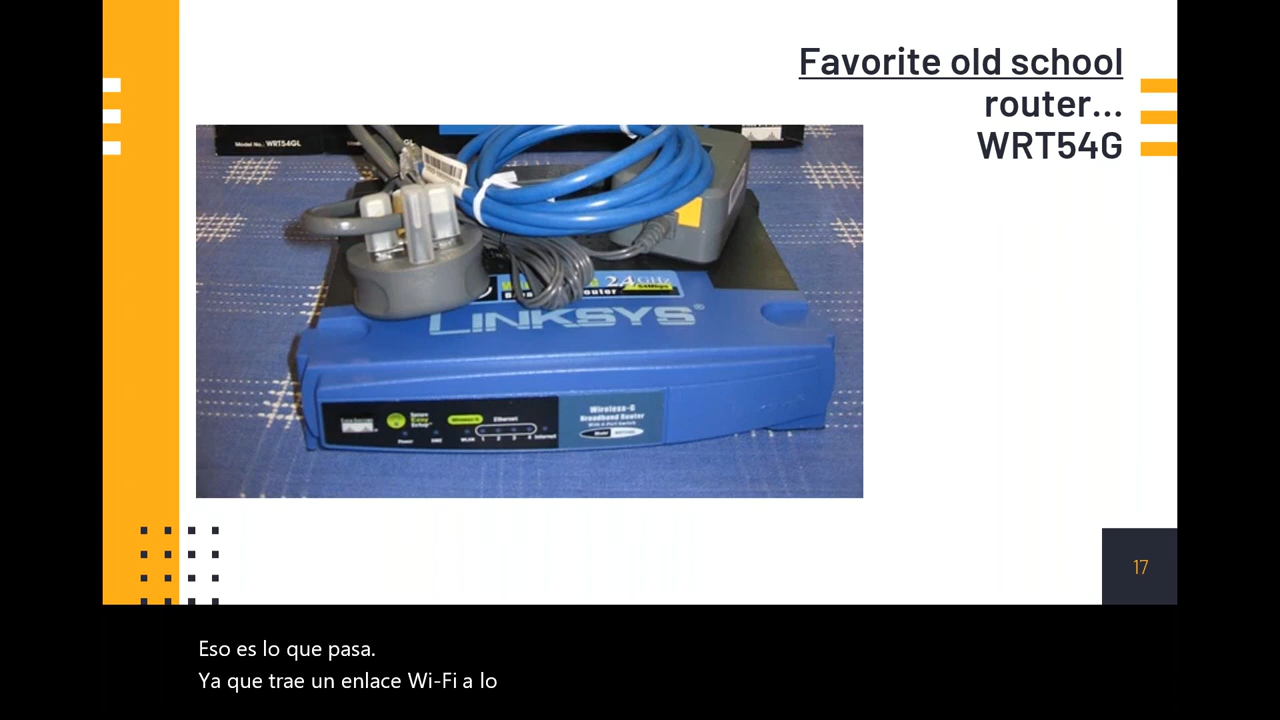 Favorite old school
router...
WRT54G
Model No.: WRT54GL
2.4GHz
LINKSYS®
Wireless-G
Broadband Router
Power
WLAN 1 2 3 4 Internet
Ethernet
17
Eso es lo que pasa.
Ya que trae un enlace Wi-Fi a lo